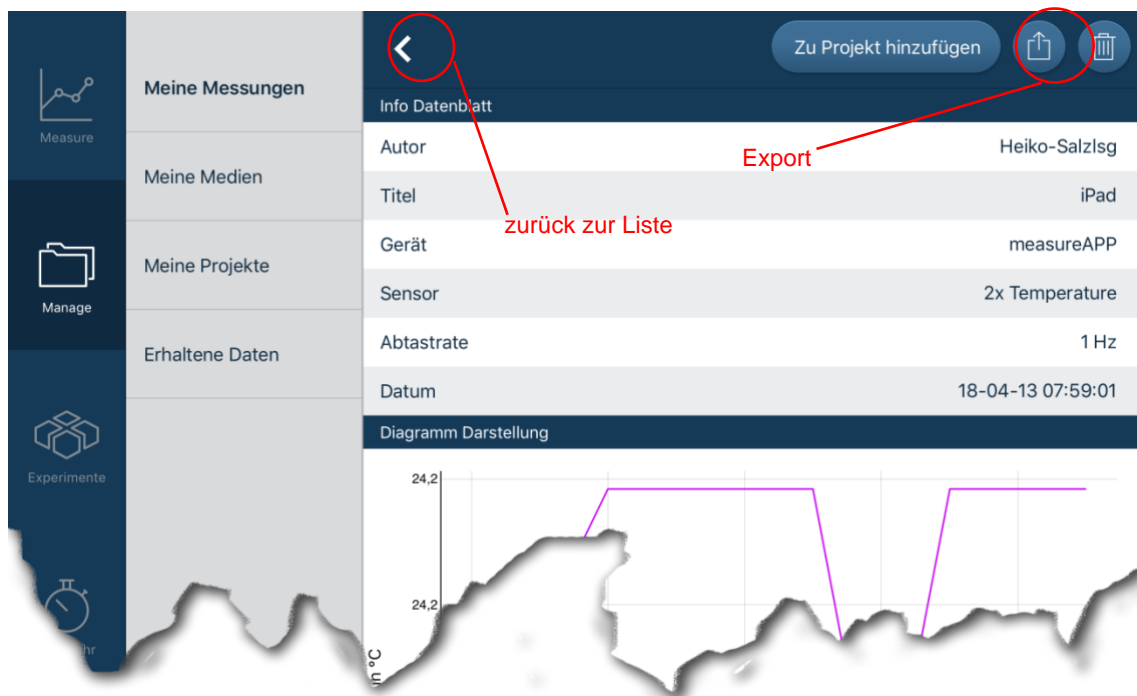 Zu Projekt hinzufügen
Measure
Meine Messungen
Meine Medien
Manage
Meine Projekte
Erhaltene Daten
Experimente
Info Datenblatt
Autor Heiko-Salzlsg
Export
Titel iPad
zurück zur Liste
Gerät measureAPP
Sensor 2x Temperature
Abtastrate 1 Hz
Datum 18-04-13 07:59:01
Diagramm Darstellung
24,2
24,2
°C